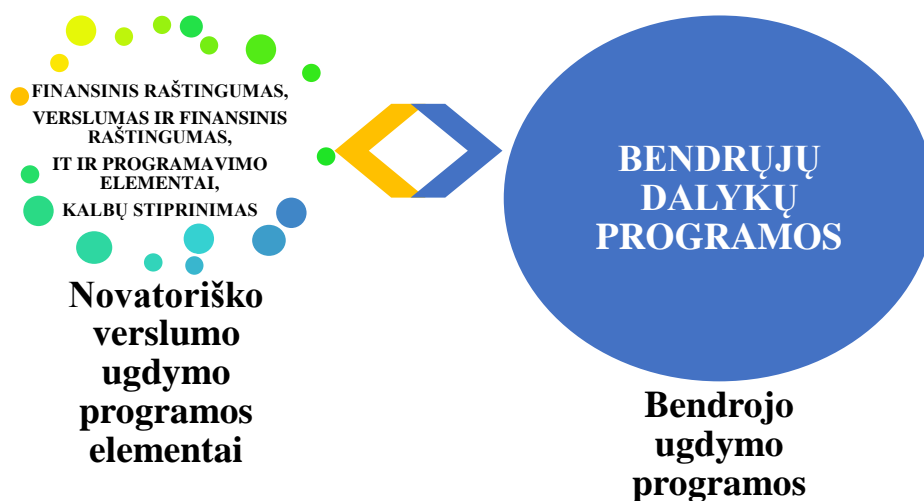 FINANSINIS RAŠTINGUMAS,
VERSLUMAS IR FINANSINIS
RAŠTINGUMAS,
IT IR PROGRAMAVIMO
ELEMENTAI,
KALBŲ STIPRINIMAS
Novatoriško
verslumo
ugdymo
programos
elementai
BENDRŲJŲ
DALYKŲ
PROGRAMOS
Bendrojo
ugdymo
programos